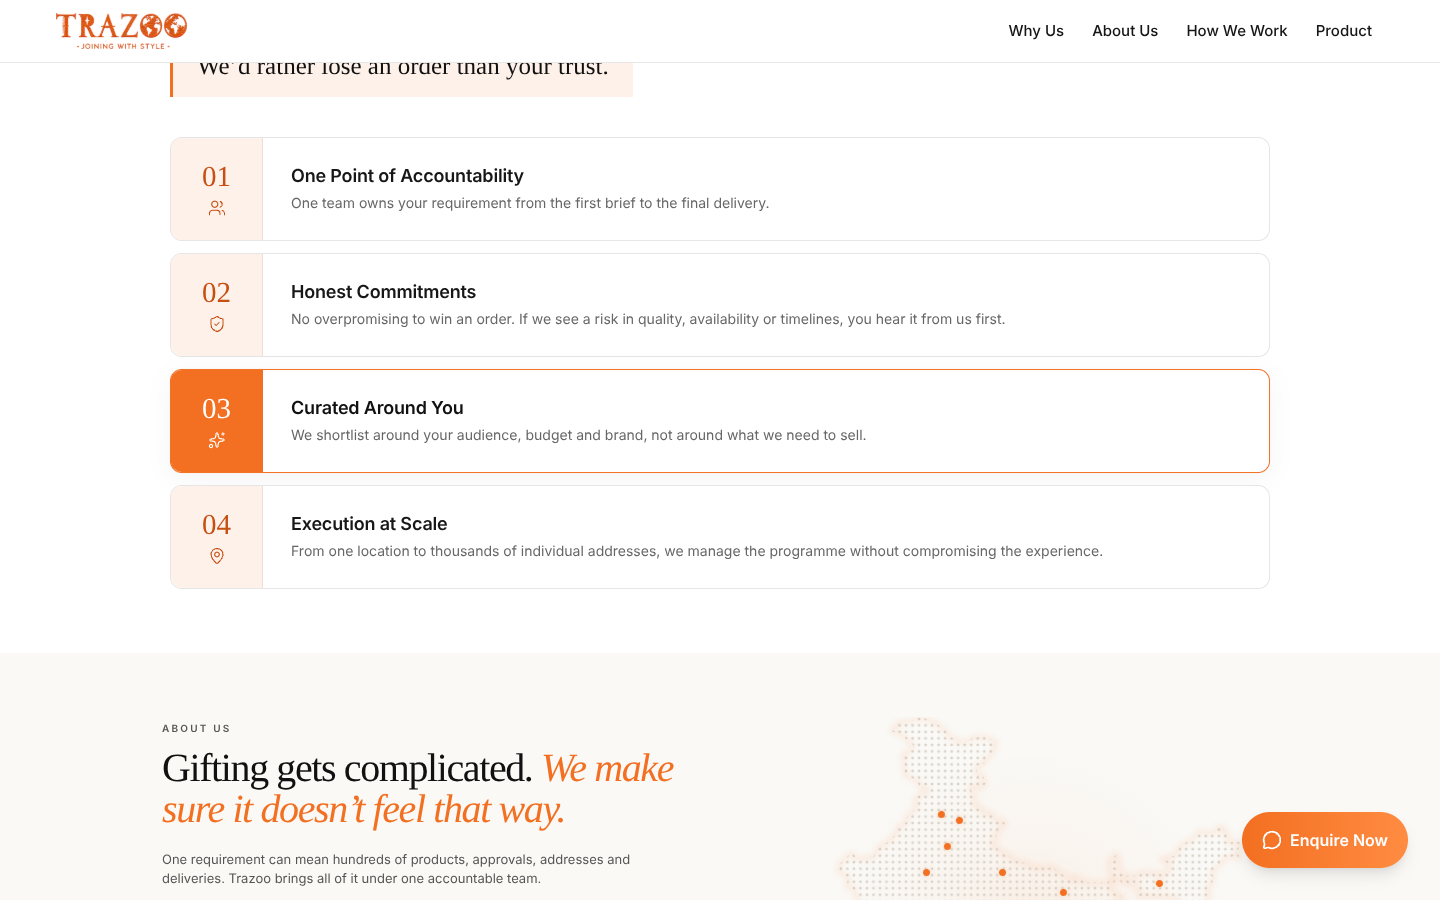 TRAZOO
• JOINING WITH STYLE •
Why Us
About Us
How We Work
Product
We’d rather lose an order than your trust.
01
One Point of Accountability
One team owns your requirement from the first brief to the final delivery.
02
Honest Commitments
No overpromising to win an order. If we see a risk in quality, availability or timelines, you hear it from us first.
03
Curated Around You
We shortlist around your audience, budget and brand, not around what we need to sell.
04
Execution at Scale
From one location to thousands of individual addresses, we manage the programme without compromising the experience.
ABOUT US
Gifting gets complicated. We make
sure it doesn’t feel that way.
One requirement can mean hundreds of products, approvals, addresses and
deliveries. Trazoo brings all of it under one accountable team.
Enquire Now